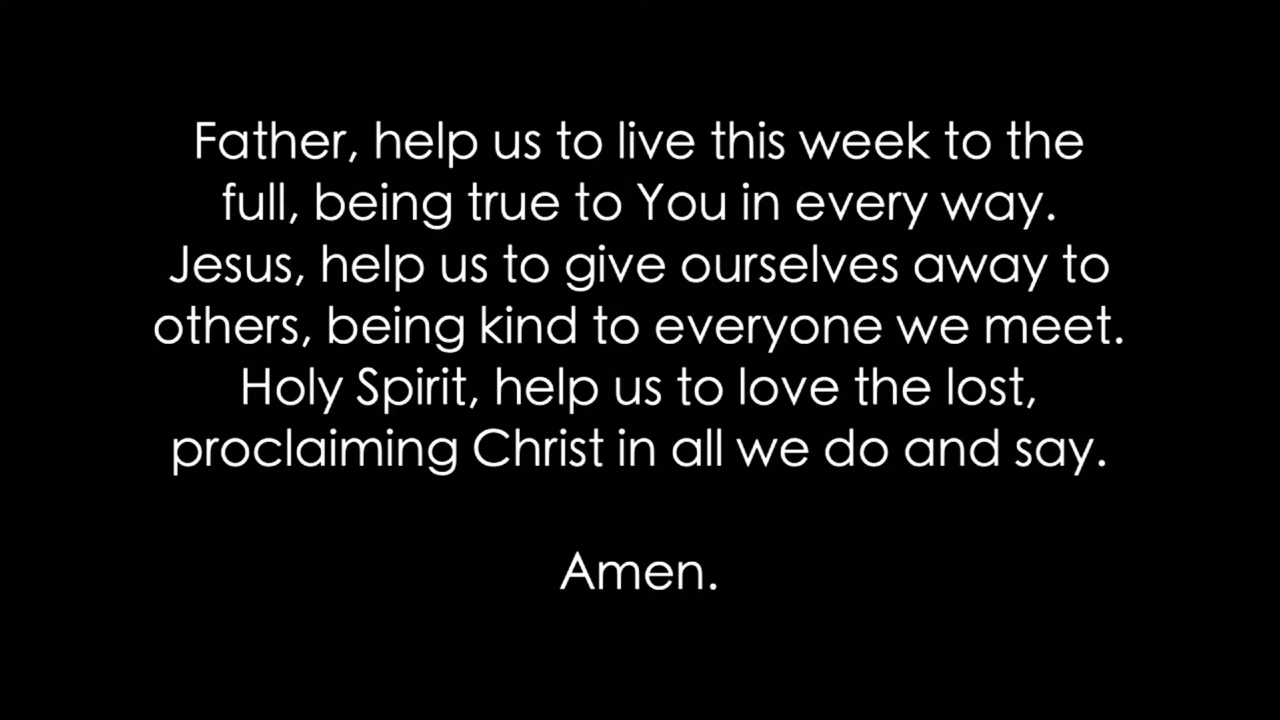 Father, help us to live this week to the
full, being true to You in every way.
Jesus, help us to give ourselves away to
others, being kind to everyone we meet.
Holy Spirit, help us to love the lost,
proclaiming Christ in all we do and say.
Amen.